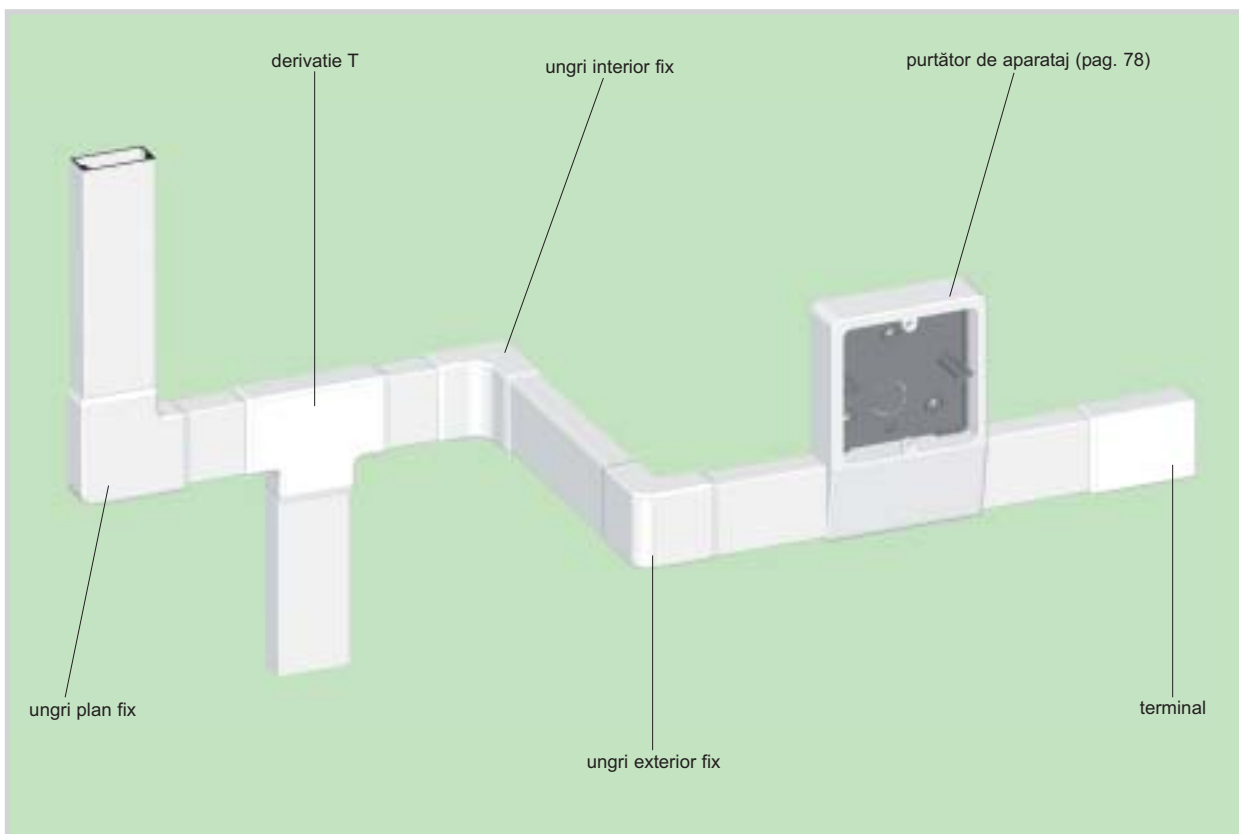 derivatie T
ungri interior fix
purtător de aparataj (pag. 78)
ungri plan fix
terminal
ungri exterior fix